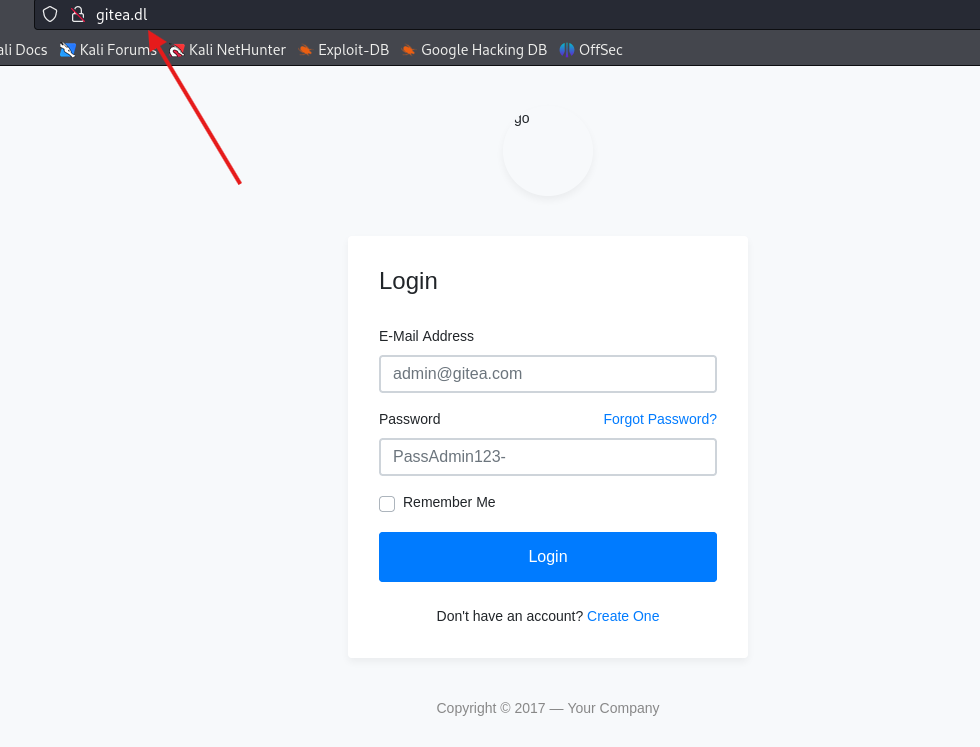 gitea.dl
ali Docs Kali Forums Kali NetHunter Exploit-DB Google Hacking DB OffSec
go
Login
E-Mail Address
admin@gitea.com
Password Forgot Password?
PassAdmin123-
Remember Me
Login
Don't have an account? Create One
Copyright © 2017 — Your Company